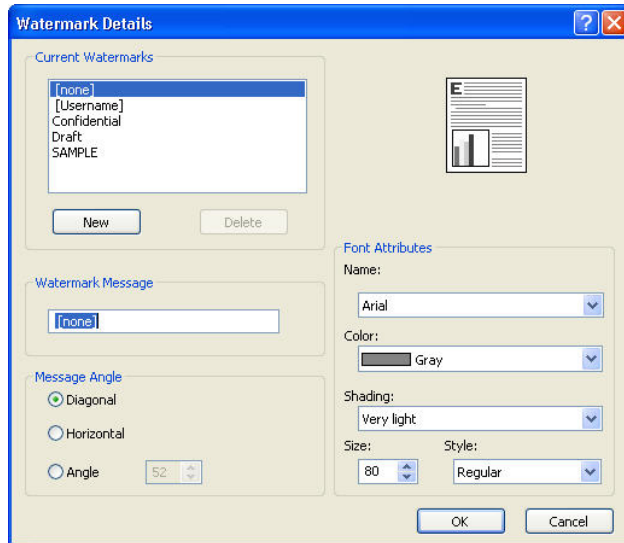 Watermark Details
Current Watermarks
[none]
[Username]
Confidential
Draft
SAMPLE
New
Delete
E
Font Attributes
Name:
Arial
Color:
Gray
Shading:
Very light
Size:
Style:
80
Regular
Watermark Message
[none]
Message Angle
Diagonal
Horizontal
Angle
52
OK
Cancel